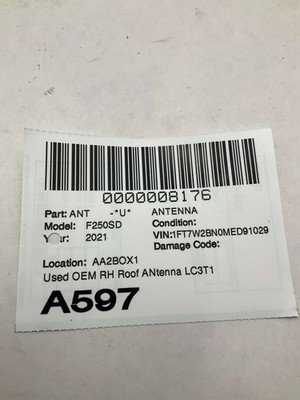 0000008176
Part: ANT -*U* ANTENNA
Model: F250SD Condition:
Year: 2021 VIN:1FT7W2BN0MED91029
Damage Code:
Location: AA2BOX1
Used OEM RH Roof ANtenna LC3T1
A597